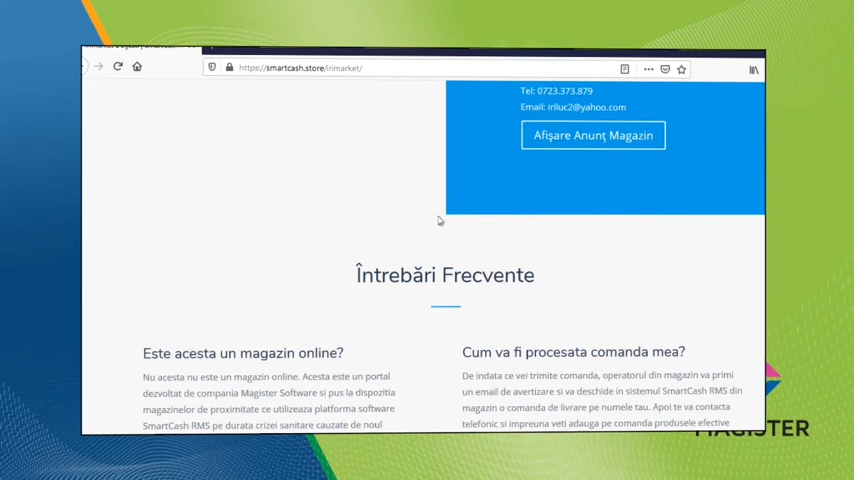 https://smartcash.store/irimarket/
Tel: 0723.373.879
Email: iriluc2@yahoo.com
Afișare Anunț Magazin
Întrebări Frecvente
Este acesta un magazin online?
Nu acesta nu este un magazin online. Acesta este un portal
dezvoltat de compania Magister Software si pus la dispozitia
magazinelor de proximitate ce utilizeaza platforma software
SmartCash RMS pe durata crizei sanitare cauzate de noul
Cum va fi procesata comanda mea?
De indata ce vei trimite comanda, operatorul din magazin va primi
un email de avertizare si va deschide in sistemul SmartCash RMS din
magazin o comanda de livrare pe numele tau. Apoi te va contacta
telefonic si impreuna veti adauga pe comanda produsele efective
MAGISTER